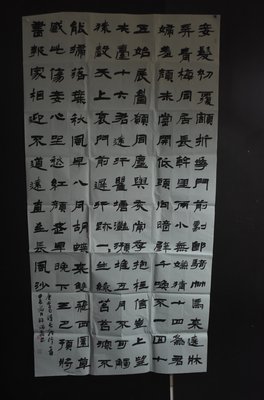 妾髮初覆額折花門前劇郎騎竹馬來遶牀
弄青梅同居長干里兩小無嫌猜十四為君
婦羞顏未嘗開低頭向暗壁千喚不一回十
五始展眉願同塵與灰常存抱柱信豈上望
夫臺十六君遠行瞿塘灩澦堆五月不可觸
猿聲天上哀門前遲行跡一一生綠苔苔深不
能掃落葉秋風早八月胡蝶來雙飛西園草
感此傷妾心坐愁紅顏老早晚下三巴預將
書報家相迎不道遠直至長風沙